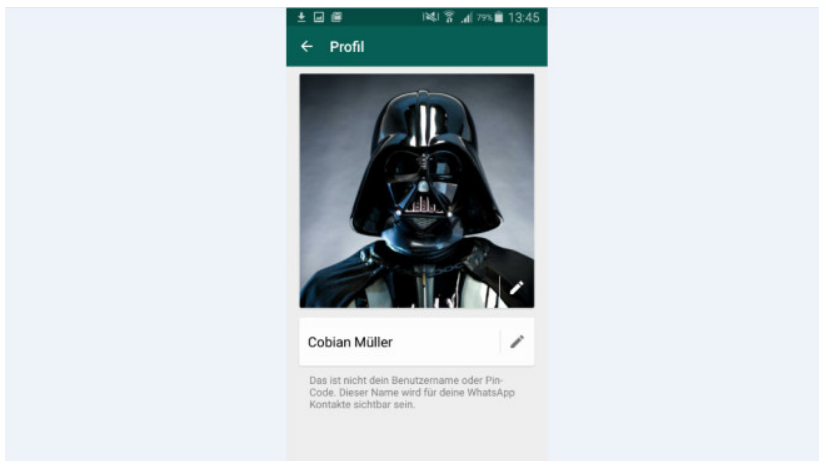 79% 13:45
Profil
Cobian Müller
Das ist nicht dein Benutzername oder Pin-
Code. Dieser Name wird für deine WhatsApp
Kontakte sichtbar sein.